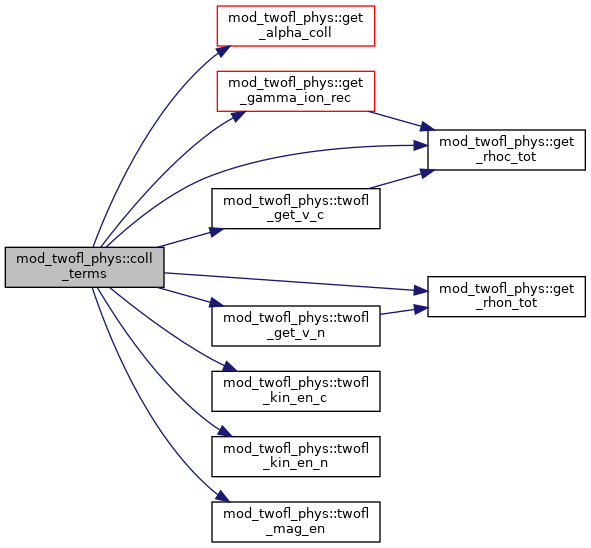 mod_twofl_phys::get
_alpha_coll
mod_twofl_phys::get
_gamma_ion_rec
mod_twofl_phys::get
_rhoc_tot
mod_twofl_phys::twofl
_get_v_c
mod_twofl_phys::coll
_terms
mod_twofl_phys::get
_rhon_tot
mod_twofl_phys::twofl
_get_v_n
mod_twofl_phys::twofl
_kin_en_c
mod_twofl_phys::twofl
_kin_en_n
mod_twofl_phys::twofl
_mag_en